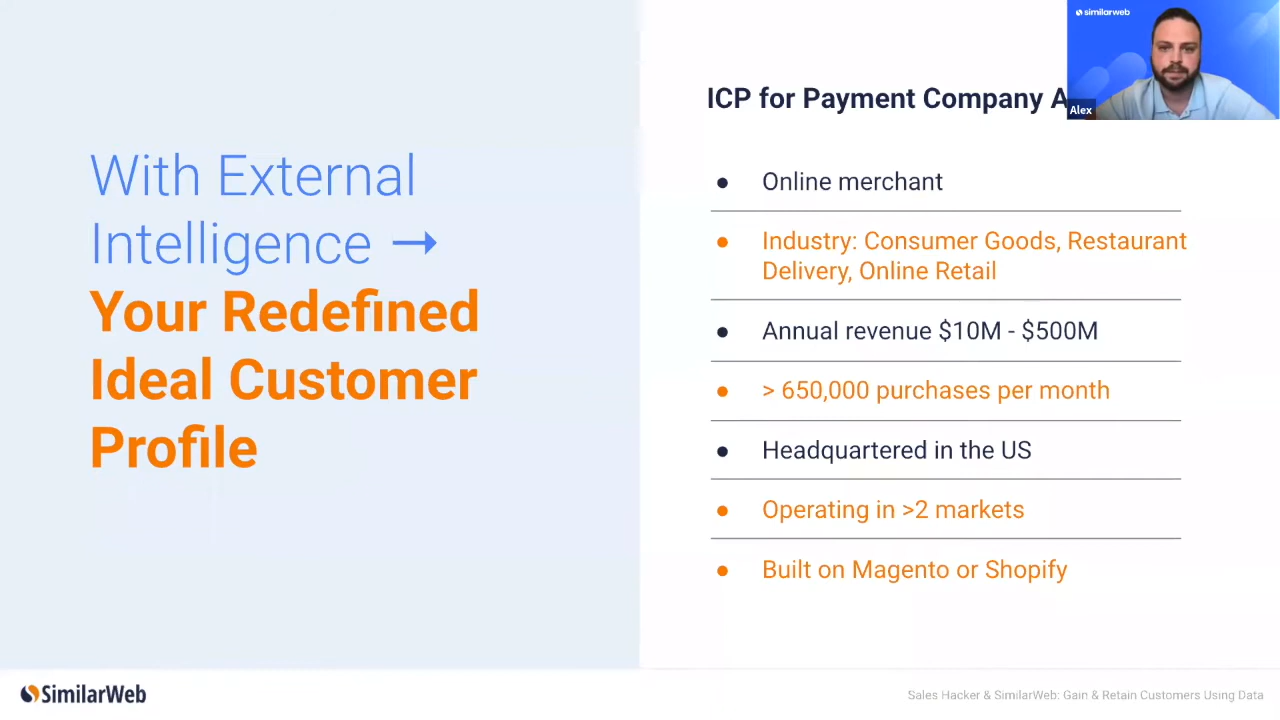 similarweb
Alex
ICP for Payment Company A
With External
Intelligence →
Your Redefined
Ideal Customer
Profile
● Online merchant
● Industry: Consumer Goods, Restaurant
Delivery, Online Retail
● Annual revenue $10M - $500M
● > 650,000 purchases per month
● Headquartered in the US
● Operating in >2 markets
● Built on Magento or Shopify
SimilarWeb
Sales Hacker & SimilarWeb: Gain & Retain Customers Using Data